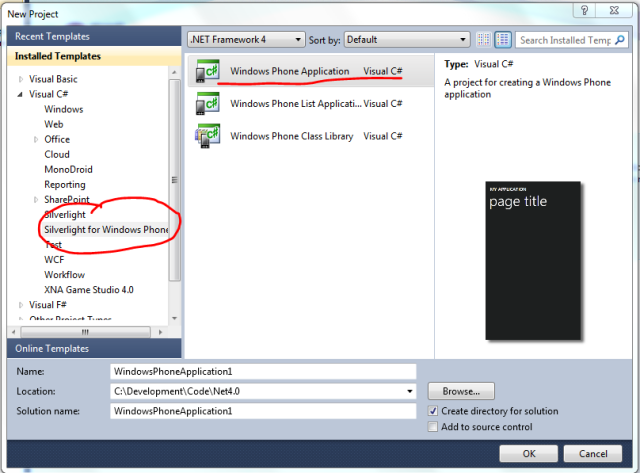 New Project
Recent Templates
Installed Templates
Visual Basic
Visual C#
Windows
Web
Office
Cloud
MonoDroid
Reporting
SharePoint
Silverlight
Silverlight for Windows Phone
Test
WCF
Workflow
XNA Game Studio 4.0
Visual F#
Other Project Types
Online Templates
.NET Framework 4 Sort by: Default
Search Installed Temp
Windows Phone Application Visual C#
Windows Phone List Applicati... Visual C#
Windows Phone Class Library Visual C#
Type: Visual C#
A project for creating a Windows Phone
application
MY APPLICATION
page title
Name: WindowsPhoneApplication1
Location: C:\Development\Code\Net4.0 Browse...
Solution name: WindowsPhoneApplication1
Create directory for solution
Add to source control
OK Cancel